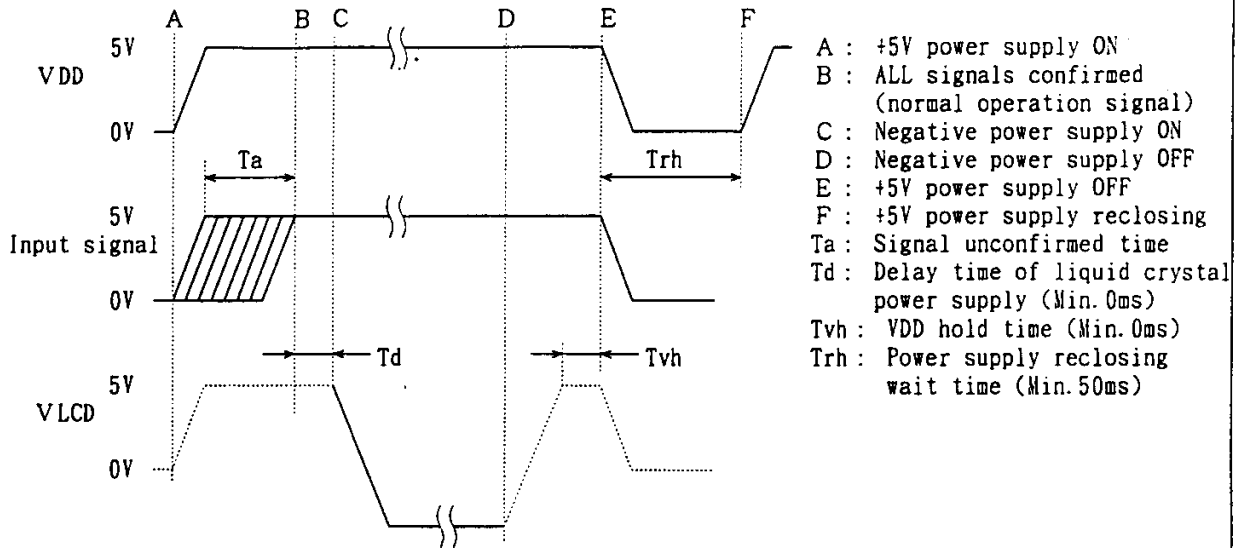 A B C D E F
5V
VDD
0V
Ta
Trh
5V
Input signal
0V
Td
Tvh
5V
VLCD
0V
A : +5V power supply ON
B : ALL signals confirmed
(normal operation signal)
C : Negative power supply ON
D : Negative power supply OFF
E : +5V power supply OFF
F : +5V power supply reclosing
Ta : Signal unconfirmed time
Td : Delay time of liquid crystal
power supply (Min. 0ms)
Tvh : VDD hold time (Min. 0ms)
Trh : Power supply reclosing
wait time (Min. 50ms)